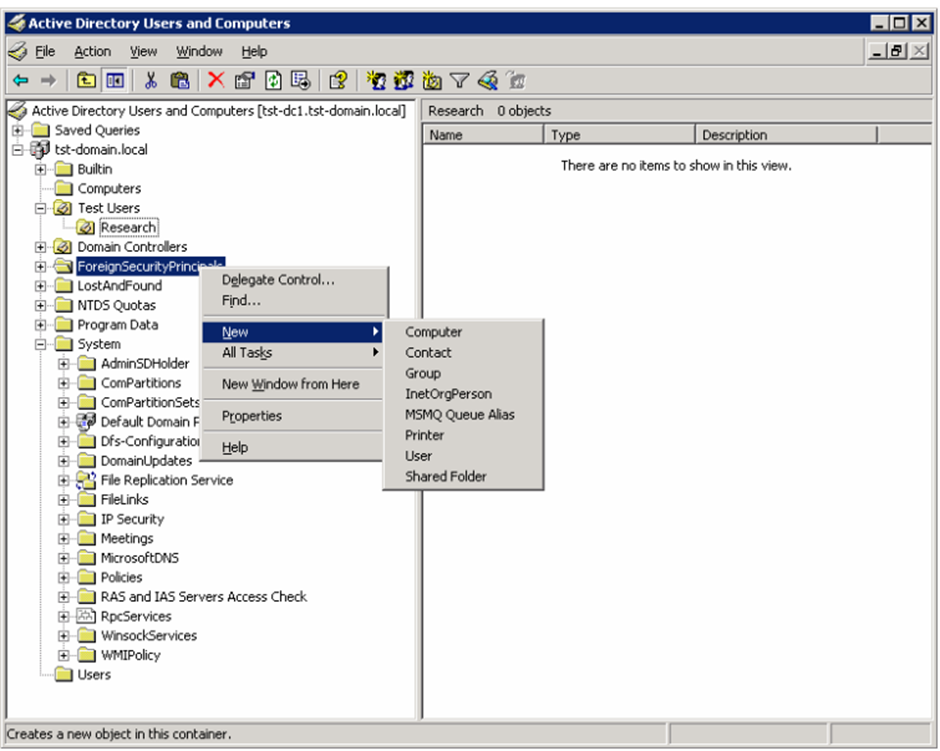 Active Directory Users and Computers
File Action View Window Help
Active Directory Users and Computers [tst-dc1.tst-domain.local]
Saved Queries
tst-domain.local
Builtin
Computers
Test Users
Research
Domain Controllers
ForeignSecurityPrincipals
LostAndFound
NTDS Quotas
Program Data
System
AdminSDHolder
ComPartitions
ComPartitionSets
Default Domain P
Dfs-Configuration
DomainUpdates
File Replication Service
FileLinks
IP Security
Meetings
MicrosoftDNS
Policies
RAS and IAS Servers Access Check
RpcServices
WinsockServices
WMIPolicy
Users
Delegate Control...
Find...
New
All Tasks
New Window from Here
Properties
Help
Computer
Contact
Group
InetOrgPerson
MSMQ Queue Alias
Printer
User
Shared Folder
Research 0 objects
Name Type Description
There are no items to show in this view.
Creates a new object in this container.